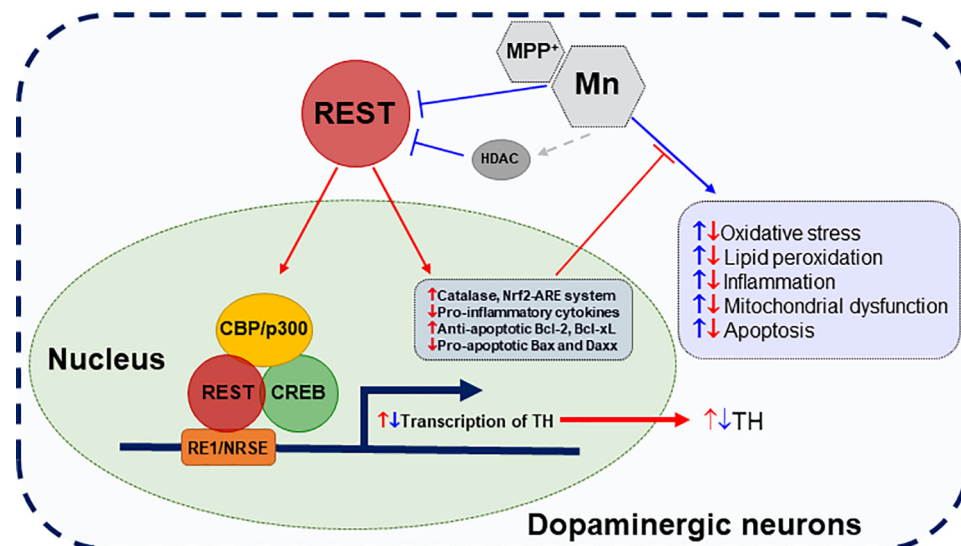 MPP+
Mn
REST
HDAC
↑↓Oxidative stress
↑↓Lipid peroxidation
↑↓Inflammation
↑↓Mitochondrial dysfunction
↑↓Apoptosis
↑Catalase, Nrf2-ARE system
↓Pro-inflammatory cytokines
↑Anti-apoptotic Bcl-2, Bcl-xL
↓Pro-apoptotic Bax and Daxx
CBP/p300
Nucleus
REST
CREB
↑↓Transcription of TH
↑↓TH
RE1/NRSE
Dopaminergic neurons